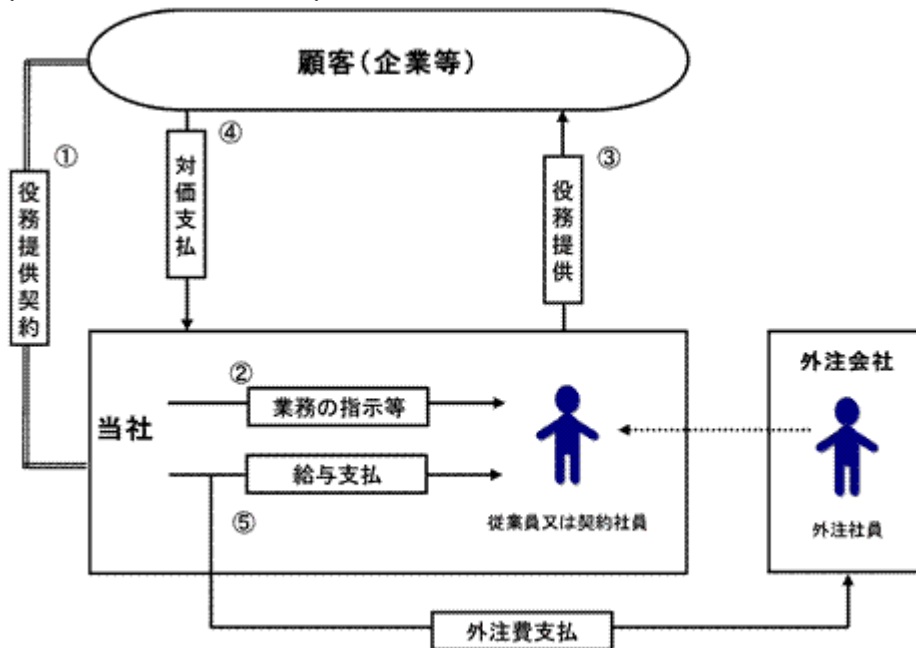 顧客(企業等)
①
役務提供契約
④
対価支払
③
役務提供
当社
②
業務の指示等
給与支払
⑤
従業員又は契約社員
外注会社
外注社員
外注費支払